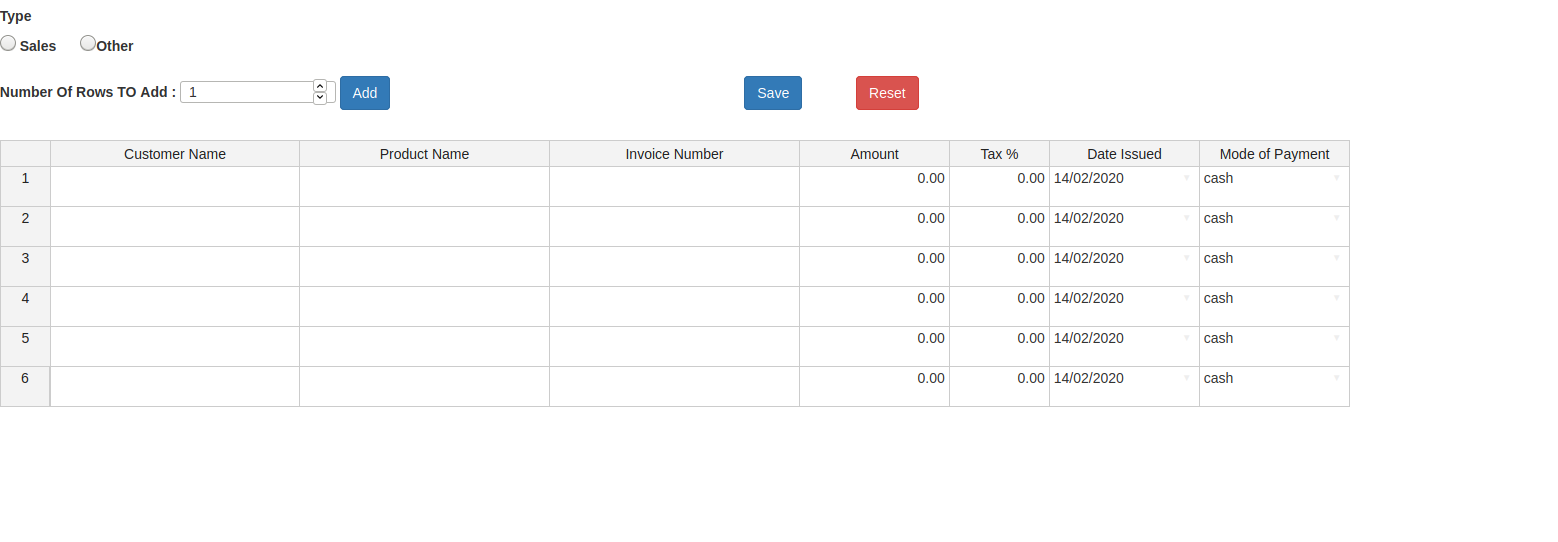 Type
Sales Other
Number Of Rows TO Add : 1 Add Save Reset
Customer Name Product Name Invoice Number Amount Tax % Date Issued Mode of Payment
1 0.00 0.00 14/02/2020 cash
2 0.00 0.00 14/02/2020 cash
3 0.00 0.00 14/02/2020 cash
4 0.00 0.00 14/02/2020 cash
5 0.00 0.00 14/02/2020 cash
6 0.00 0.00 14/02/2020 cash